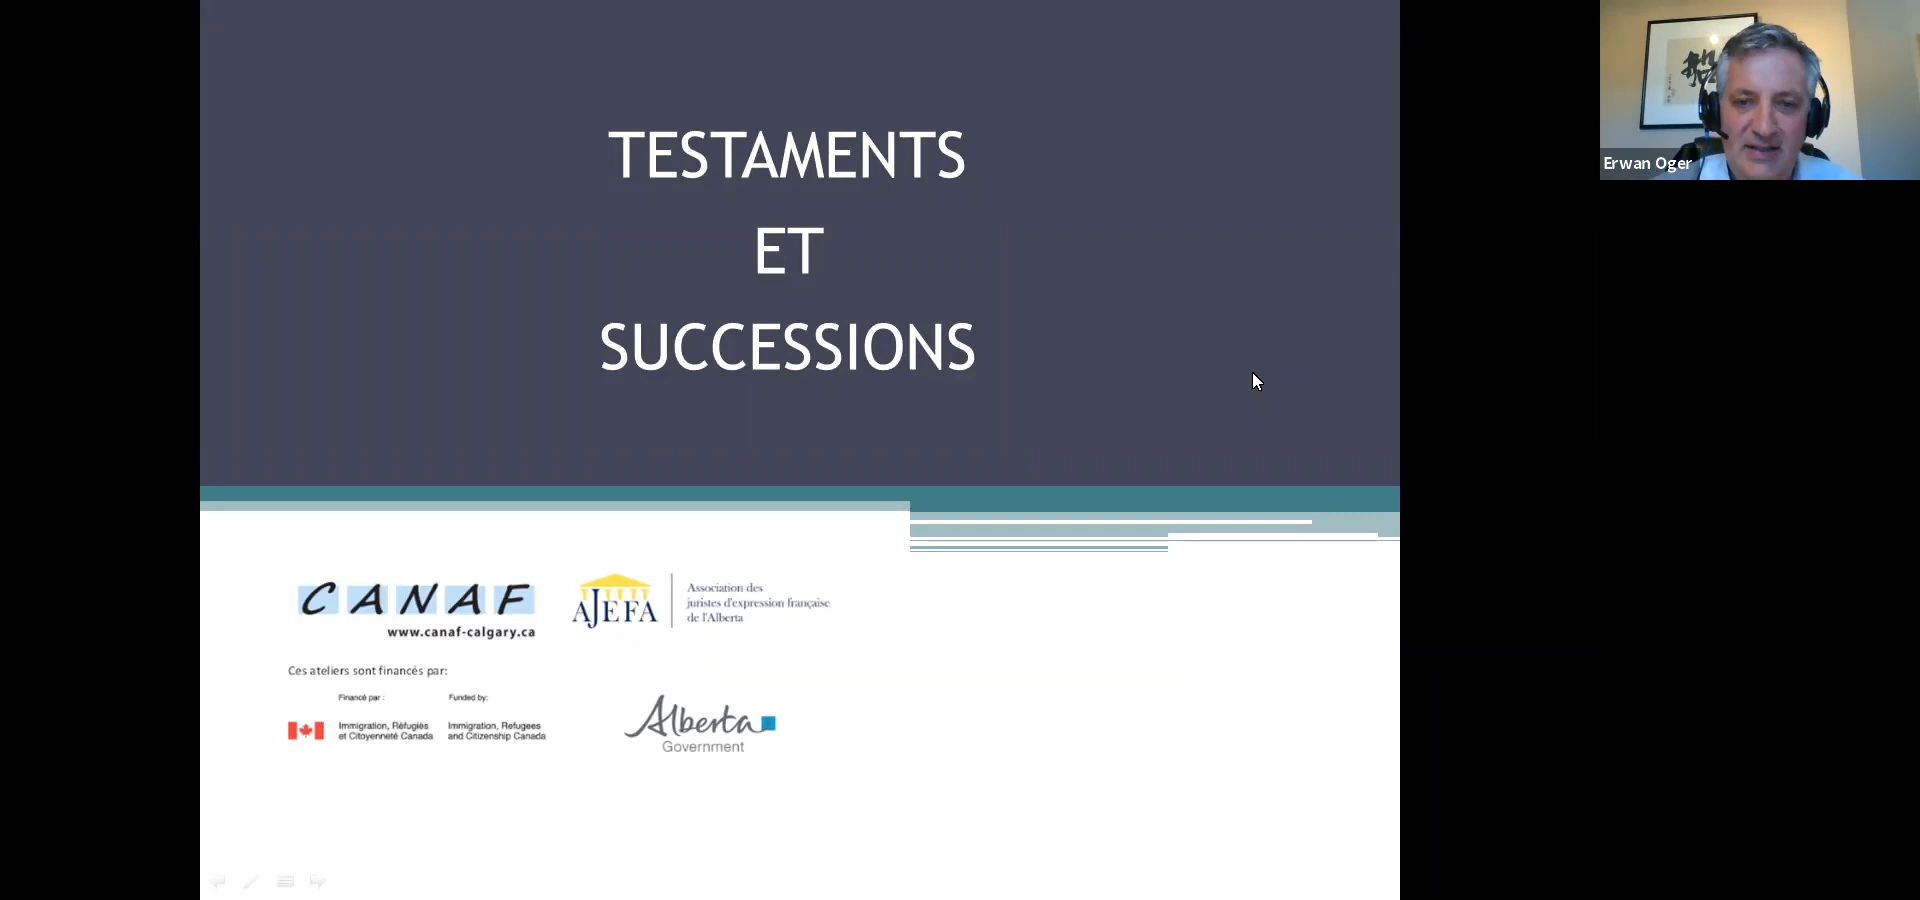 TESTAMENTS
ET
SUCCESSIONS
Erwan Oger
CANAF
www.canaf-calgary.ca
AJEFA
Association des
juristes d'expression française
de l'Alberta
Ces ateliers sont financés par:
Financé par :
Immigration, Réfugiés
et Citoyenneté Canada
Funded by:
Immigration, Refugees
and Citizenship Canada
Alberta
Government